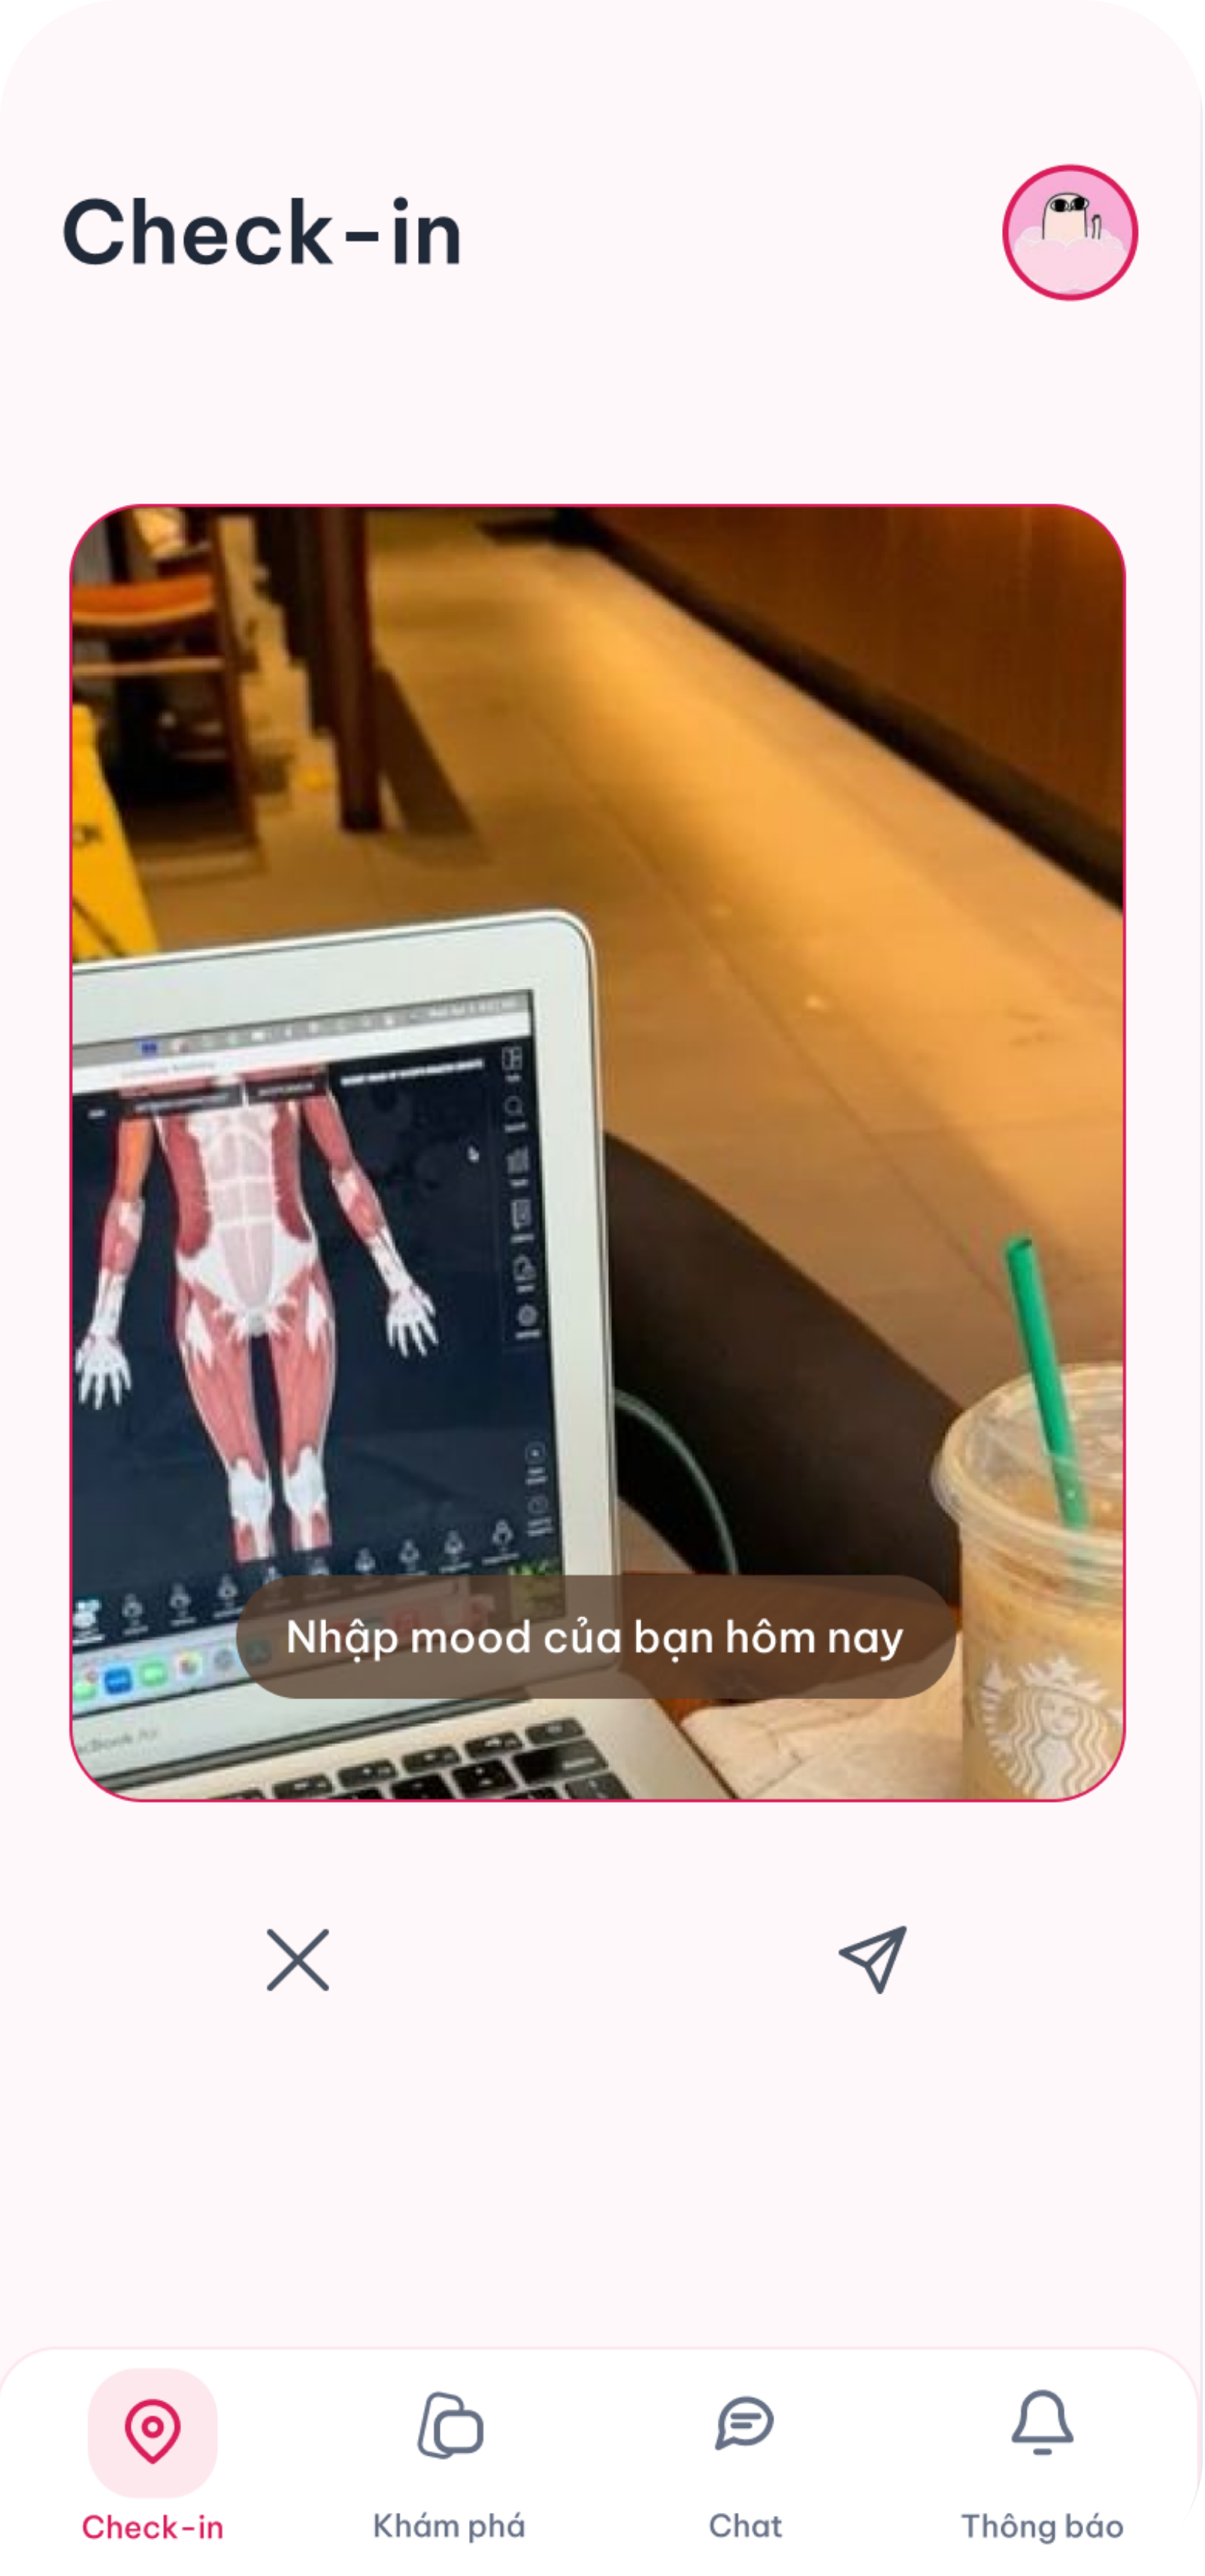 Check-in
Nhập mood của bạn hôm nay
Check-in
Khám phá
Chat
Thông báo